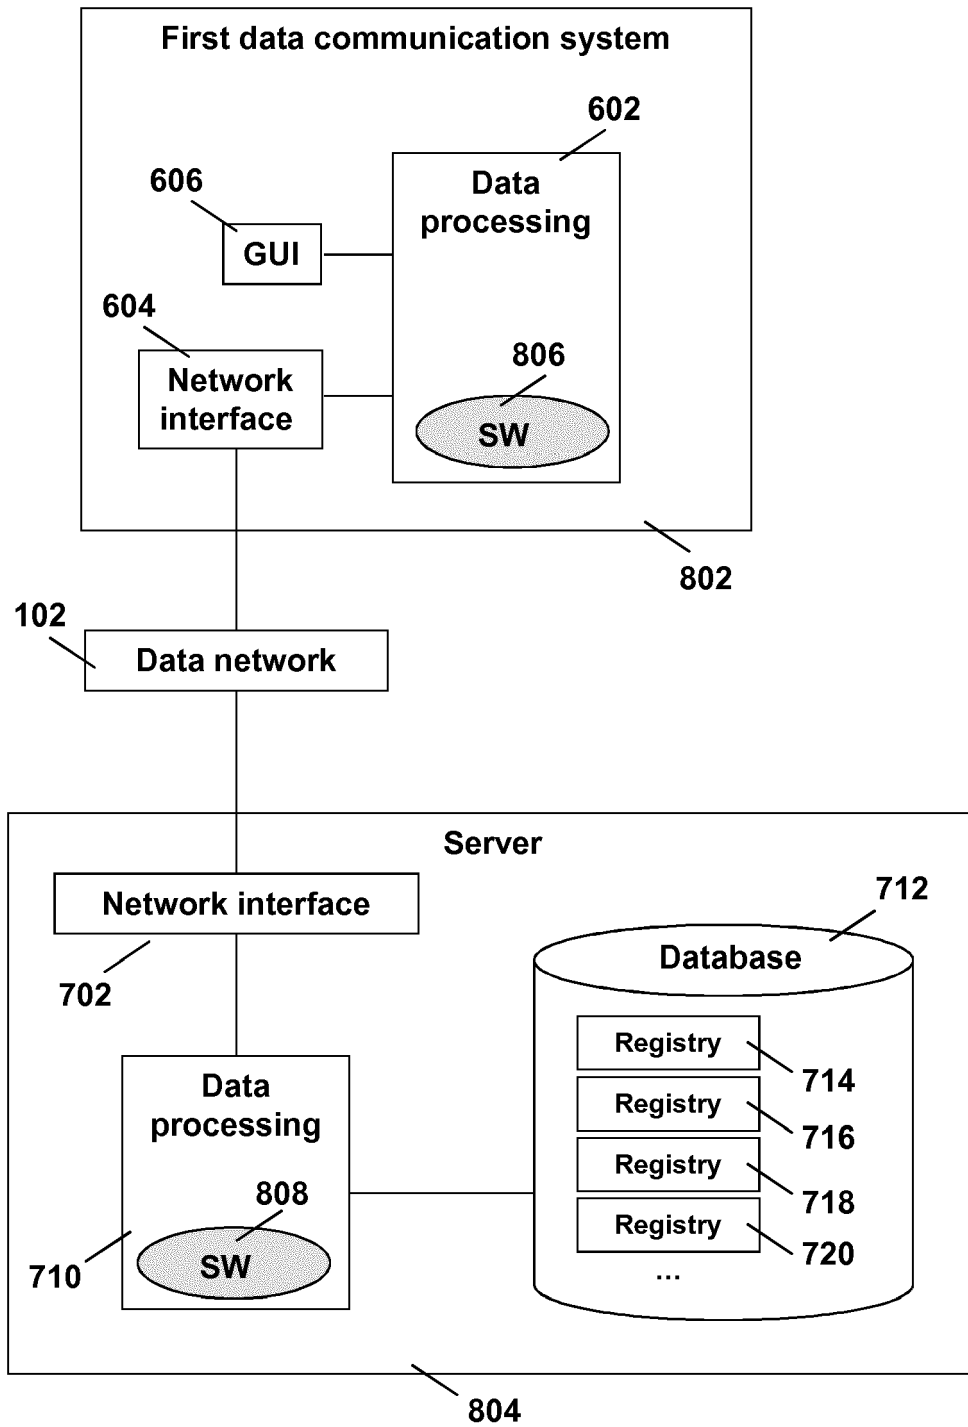 First data communication system
602
Data
processing
606
GUI
604
Network
interface
806
SW
802
102
Data network
Server
Network interface
702
712
Database
Registry
714
Registry
716
Registry
718
Registry
720
...
Data
processing
808
SW
710
804